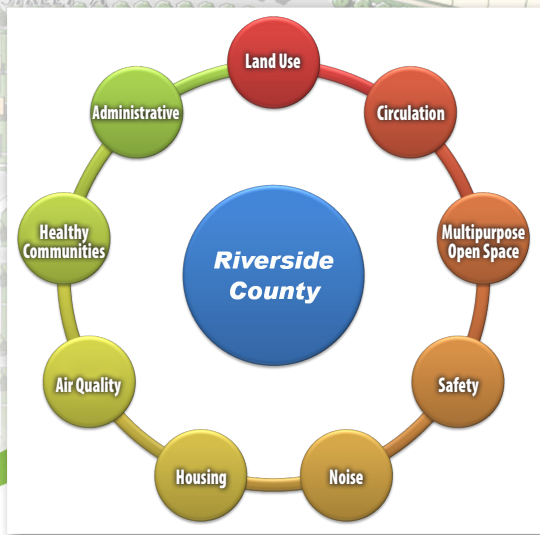 Land Use
Circulation
Multipurpose
Open Space
Safety
Noise
Housing
Air Quality
Healthy
Communities
Administrative
Riverside
County